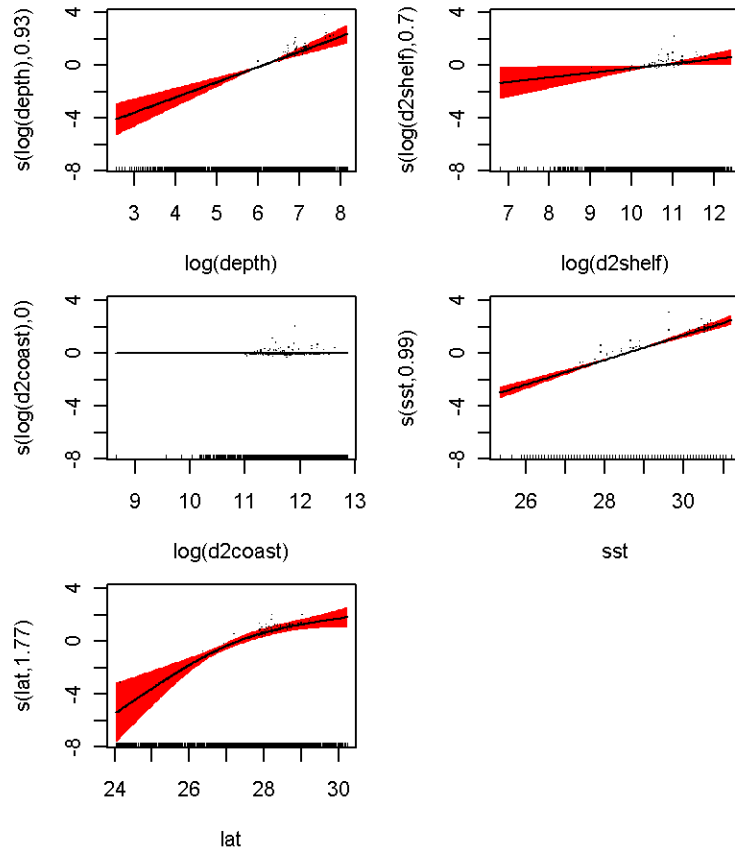 s(log(depth),0.93)
4
0
-4
-8
3 4 5 6 7 8
log(depth)
s(log(d2shelf),0.7)
4
0
-4
-8
7 8 9 10 11 12
log(d2shelf)
s(log(d2coast),0)
4
0
-4
-8
9 10 11 12 13
log(d2coast)
s(sst,0.99)
4
0
-4
-8
26 28 30
sst
s(lat,1.77)
4
0
-4
-8
24 26 28 30
lat